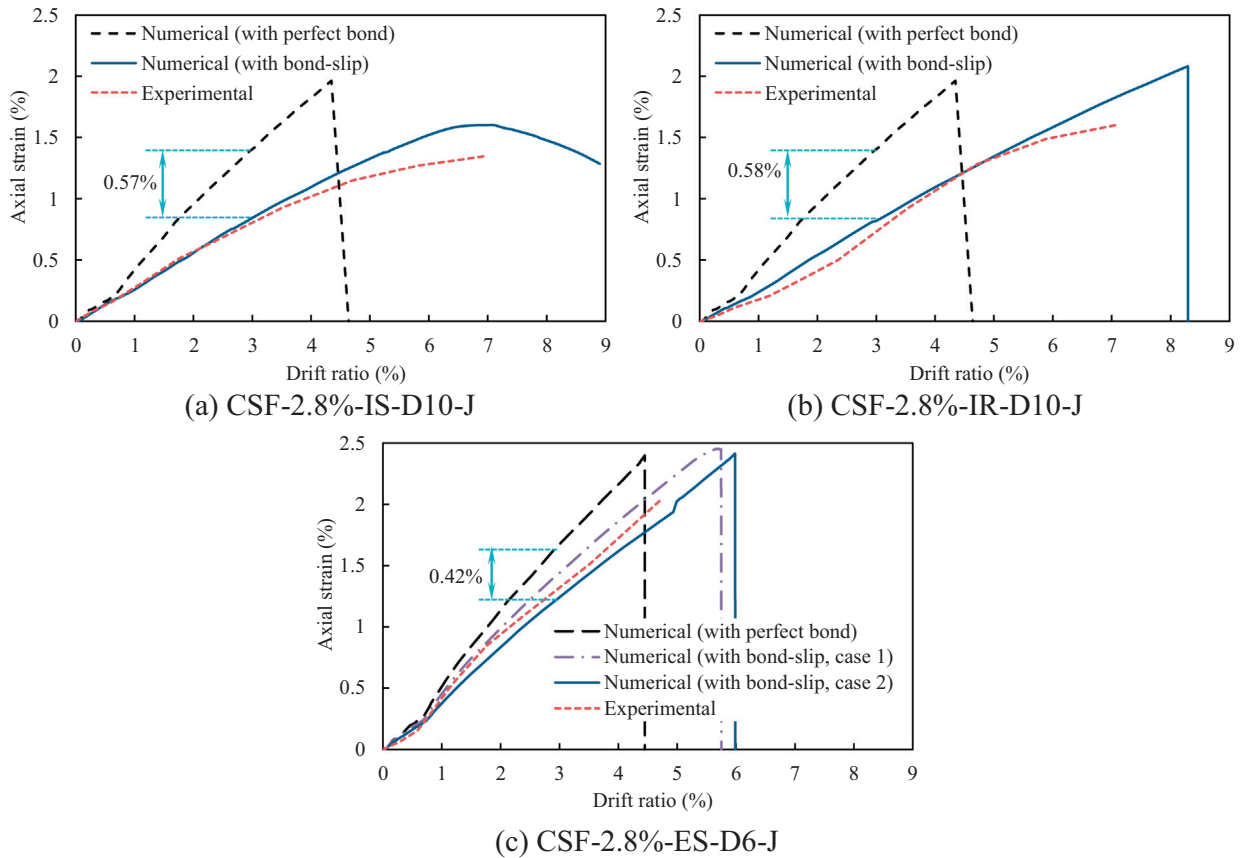 2.5
2
1.5
1
0.5
0
Axial strain (%)
Numerical (with perfect bond)
Numerical (with bond-slip)
Experimental
0.57%
0 1 2 3 4 5 6 7 8 9
Drift ratio (%)
(a) CSF-2.8%-IS-D10-J
2.5
2
1.5
1
0.5
0
Axial strain (%)
Numerical (with perfect bond)
Numerical (with bond-slip)
Experimental
0.58%
0 1 2 3 4 5 6 7 8 9
Drift ratio (%)
(b) CSF-2.8%-IR-D10-J
2.5
2
1.5
1
0.5
0
Axial strain (%)
0.42%
Numerical (with perfect bond)
Numerical (with bond-slip, case 1)
Numerical (with bond-slip, case 2)
Experimental
0 1 2 3 4 5 6 7 8 9
Drift ratio (%)
(c) CSF-2.8%-ES-D6-J